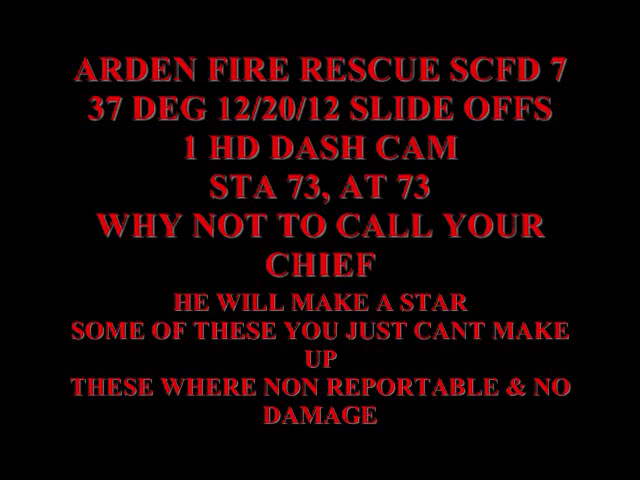 ARDEN FIRE RESCUE SCFD 7
37 DEG 12/20/12 SLIDE OFFS
1 HD DASH CAM
STA 73, AT 73
WHY NOT TO CALL YOUR
CHIEF
HE WILL MAKE A STAR
SOME OF THESE YOU JUST CANT MAKE
UP
THESE WHERE NON REPORTABLE & NO
DAMAGE